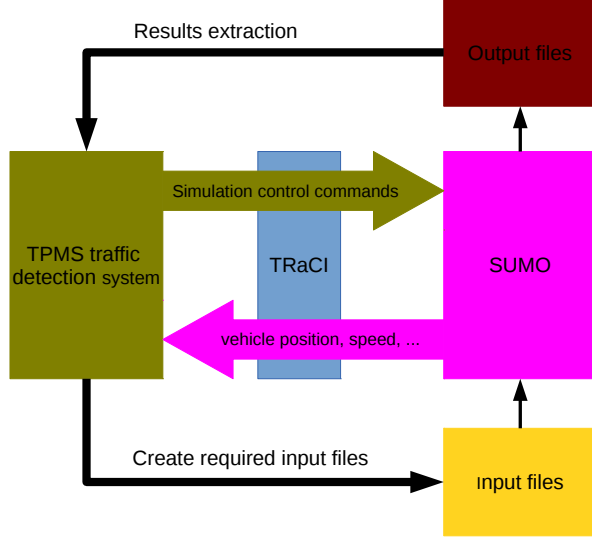 Results extraction
Output files
Simulation control commands
TPMS traffic
detection system
TRaCI
SUMO
vehicle position, speed, ...
Create required input files
Input files